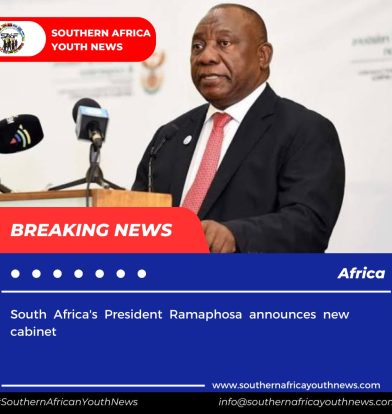 SOUTHERN AFRICA
YOUTH NEWS
BREAKING NEWS
Africa
South Africa's President Ramaphosa announces new
cabinet
www.southernafricayouthnews.com
#SouthernAfricanYouthNews
info@southernafricayouthnews.com